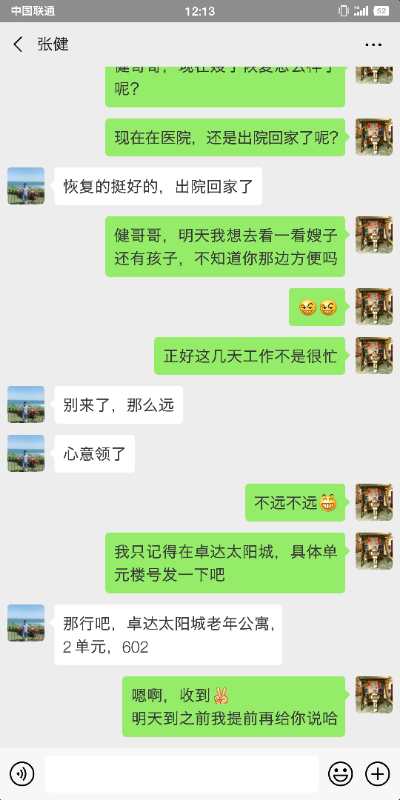 中国联通
12:13
52
张健
健哥哥，现在嫂子恢复怎么样了
呢？
现在在医院，还是出院回家了呢？
恢复的挺好的，出院回家了
健哥哥，明天我想去看一看嫂子
还有孩子，不知道你那边方便吗
正好这几天工作不是很忙
别来了，那么远
心意领了
不远不远😁
我只记得在卓达太阳城，具体单
元楼号发一下吧
那行吧，卓达太阳城老年公寓，
2 单元，602
嗯啊，收到✌
明天到之前我提前再给你说哈